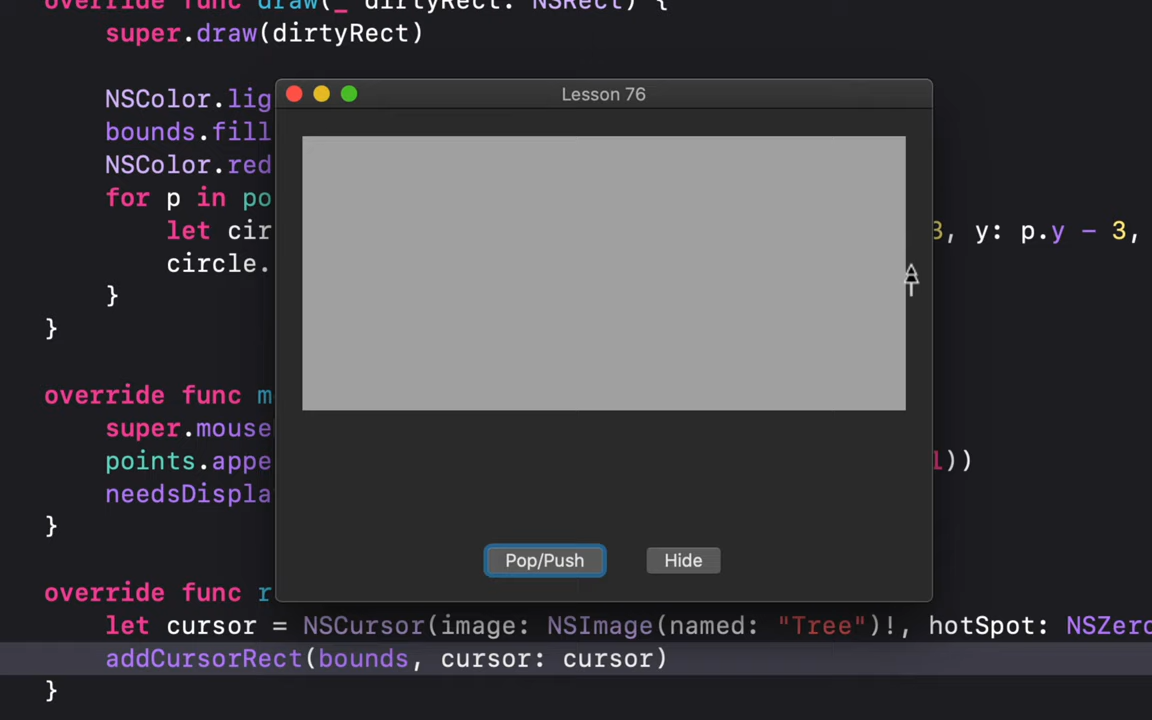 override func draw(_ dirtyRect: NSRect) {
super.draw(dirtyRect)
Lesson 76
NSColor.lig
bounds.fill
NSColor.red
for p in po
let cir 3, y: p.y - 3,
circle.
}
}
override func m
super.mouse
points.appe l))
needsDispla
}
Pop/Push Hide
override func r
let cursor = NSCursor(image: NSImage(named: "Tree")!, hotSpot: NSZero
addCursorRect(bounds, cursor: cursor)
}